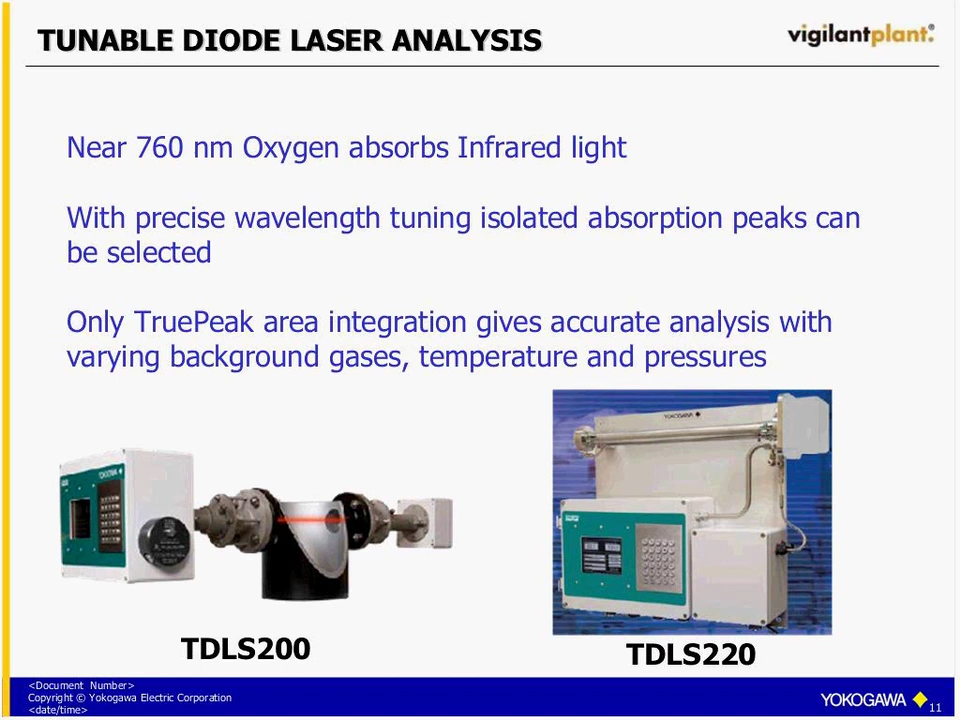 TUNABLE DIODE LASER ANALYSIS
vigilantplant.®
Near 760 nm Oxygen absorbs Infrared light
With precise wavelength tuning isolated absorption peaks can
be selected
Only TruePeak area integration gives accurate analysis with
varying background gases, temperature and pressures
YOKOGAWA
YOKOGAWA
TDLS200
TDLS220
<Document Number>
Copyright © Yokogawa Electric Corporation
<date/time>
YOKOGAWA
11